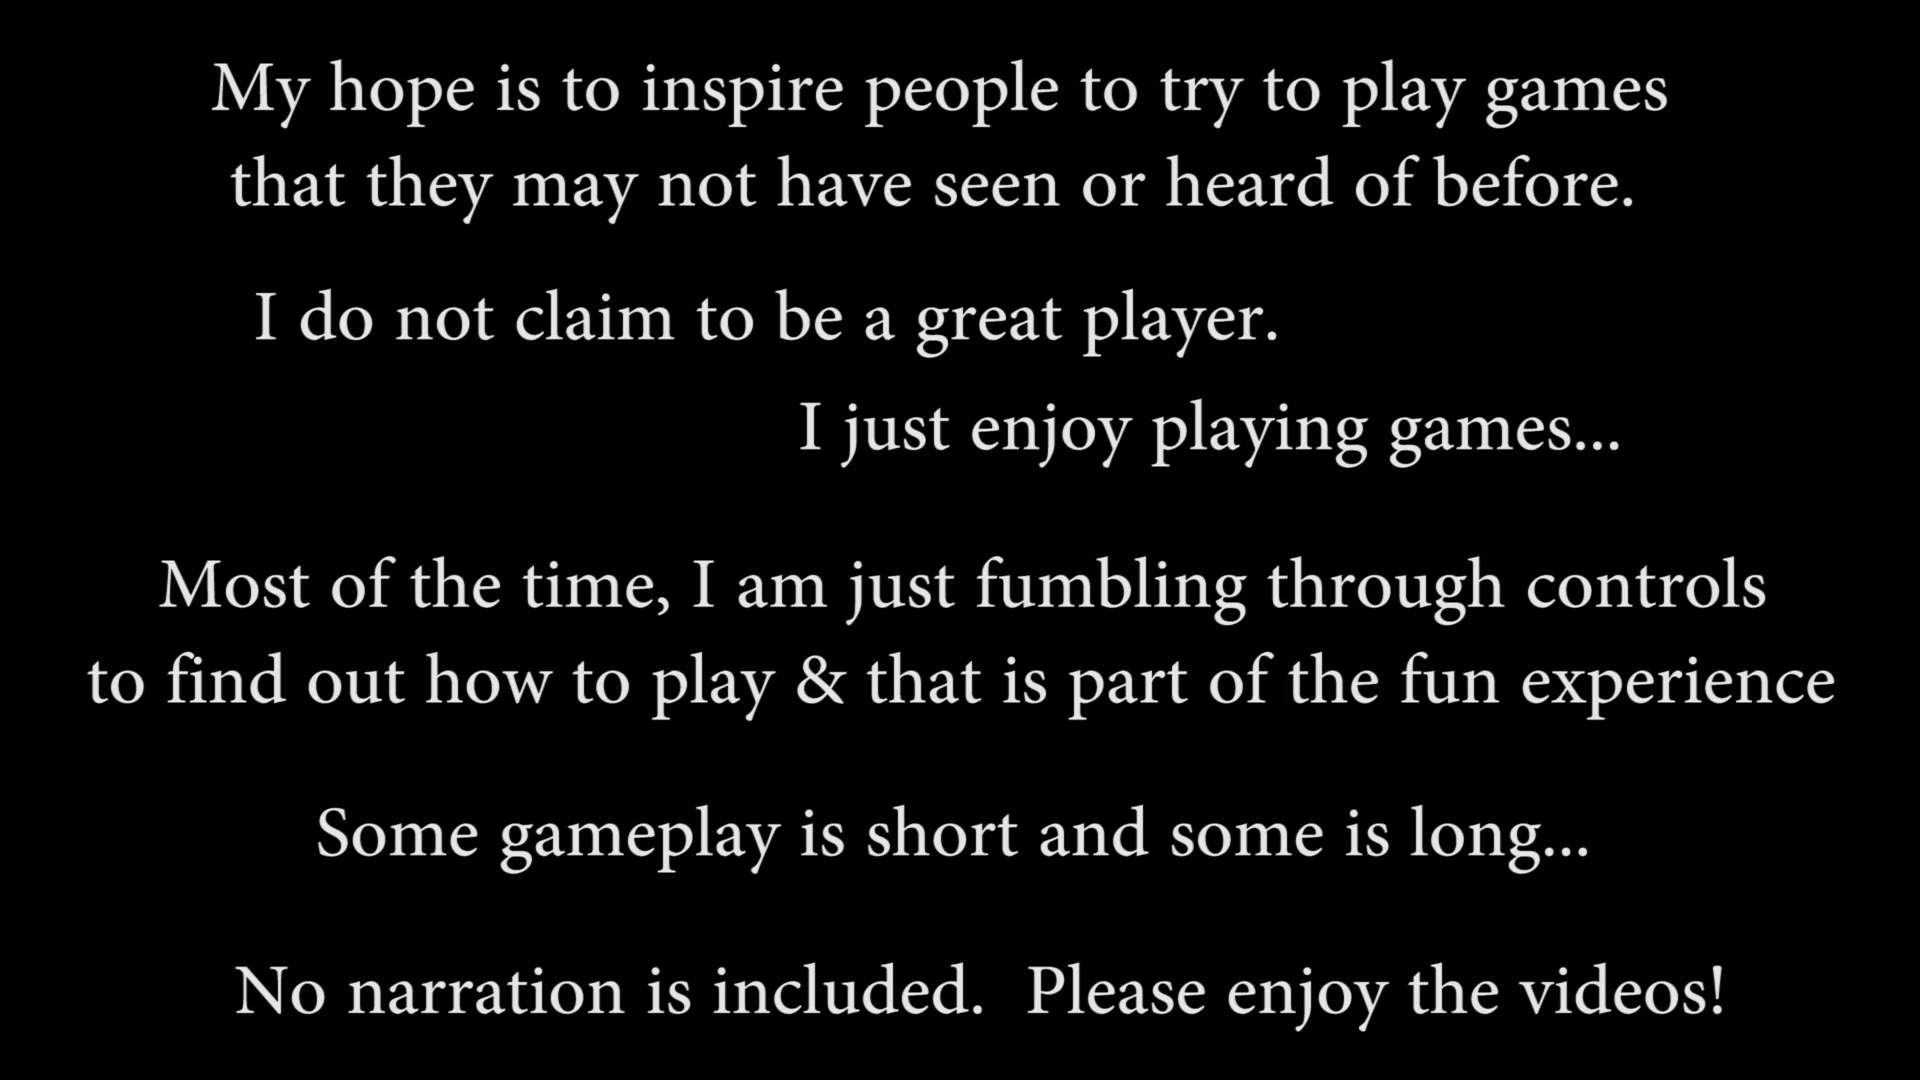 My hope is to inspire people to try to play games
that they may not have seen or heard of before.
I do not claim to be a great player.
I just enjoy playing games...
Most of the time, I am just fumbling through controls
to find out how to play & that is part of the fun experience
Some gameplay is short and some is long...
No narration is included.  Please enjoy the videos!